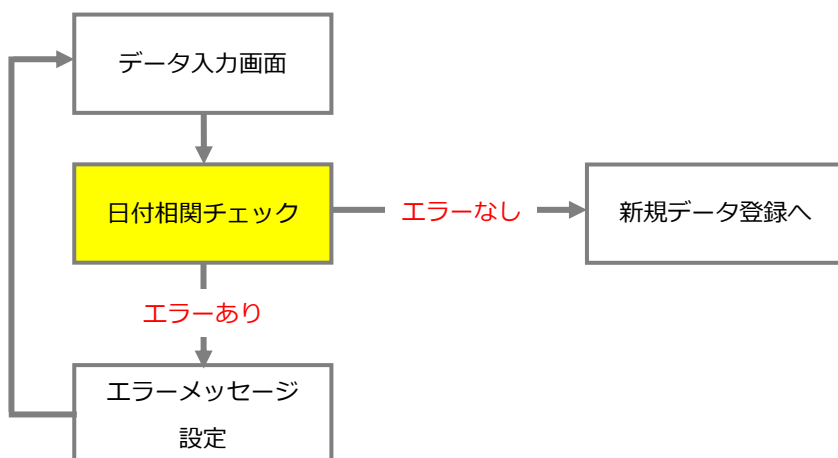 データ入力画面
日付相関チェック
エラーなし
新規データ登録へ
エラーあり
エラーメッセージ
設定